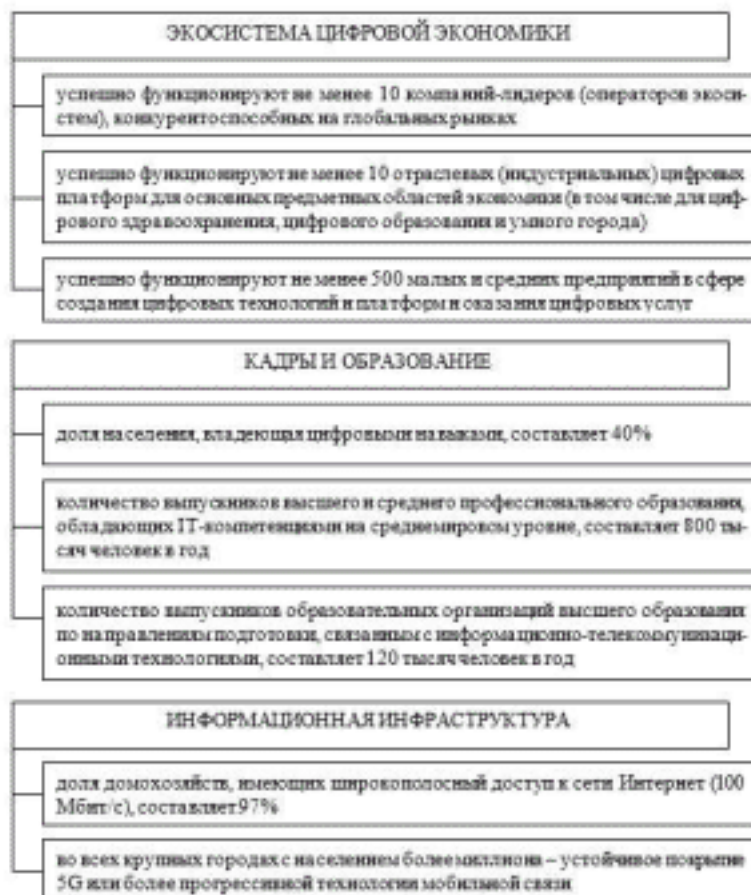 ЭКОСИСТЕМА ЦИФРОВОЙ ЭКОНОМИКИ
успешно функционируют не менее 10 компаний-лидеров (операторов экоси-
стем), конкурентоспособных на глобальных рынках
успешно функционируют не менее 10 отраслевых (индустриальных) цифровых
платформ для основных предметных областей экономики (в том числе для циф-
рового здравоохранения, цифрового образования и умного города)
успешно функционируют не менее 500 малых и средних предприятий в сфере
создания цифровых технологий и платформ и оказания цифровых услуг
КАДРЫ И ОБРАЗОВАНИЕ
доля населения, владеющая цифровыми навыками, составляет 40%
количество выпускников высшего и среднего профессионального образования,
обладающих IT-компетенциями на среднемировом уровне, составляет 800 ты-
сяч человек в год
количество выпускников образовательных организаций высшего образования
по направлениям подготовки, связанным с информационно-телекоммуникаци-
онными технологиями, составляет 120 тысяч человек в год
ИНФОРМАЦИОННАЯ ИНФРАСТРУКТУРА
доля домохозяйств, имеющих широкополосный доступ к сети Интернет (100
Мбит/с), составляет 97%
во всех крупных городах с населением более миллиона – устойчивое покрытие
5G или более прогрессивной технологии мобильной связи